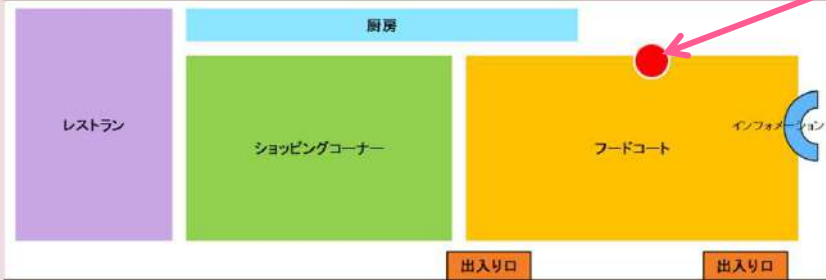 厨房
レストラン
ショッピングコーナー
フードコート
インフォメーション
出入り口
出入り口